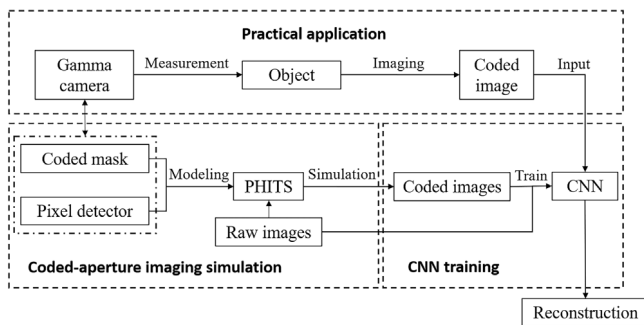 Practical application
Gamma
camera
Measurement
Object
Imaging
Coded
image
Input
Coded mask
Pixel detector
Modeling
PHITS
Simulation
Raw images
Coded-aperture imaging simulation
Coded images
Train
CNN
CNN training
Reconstruction